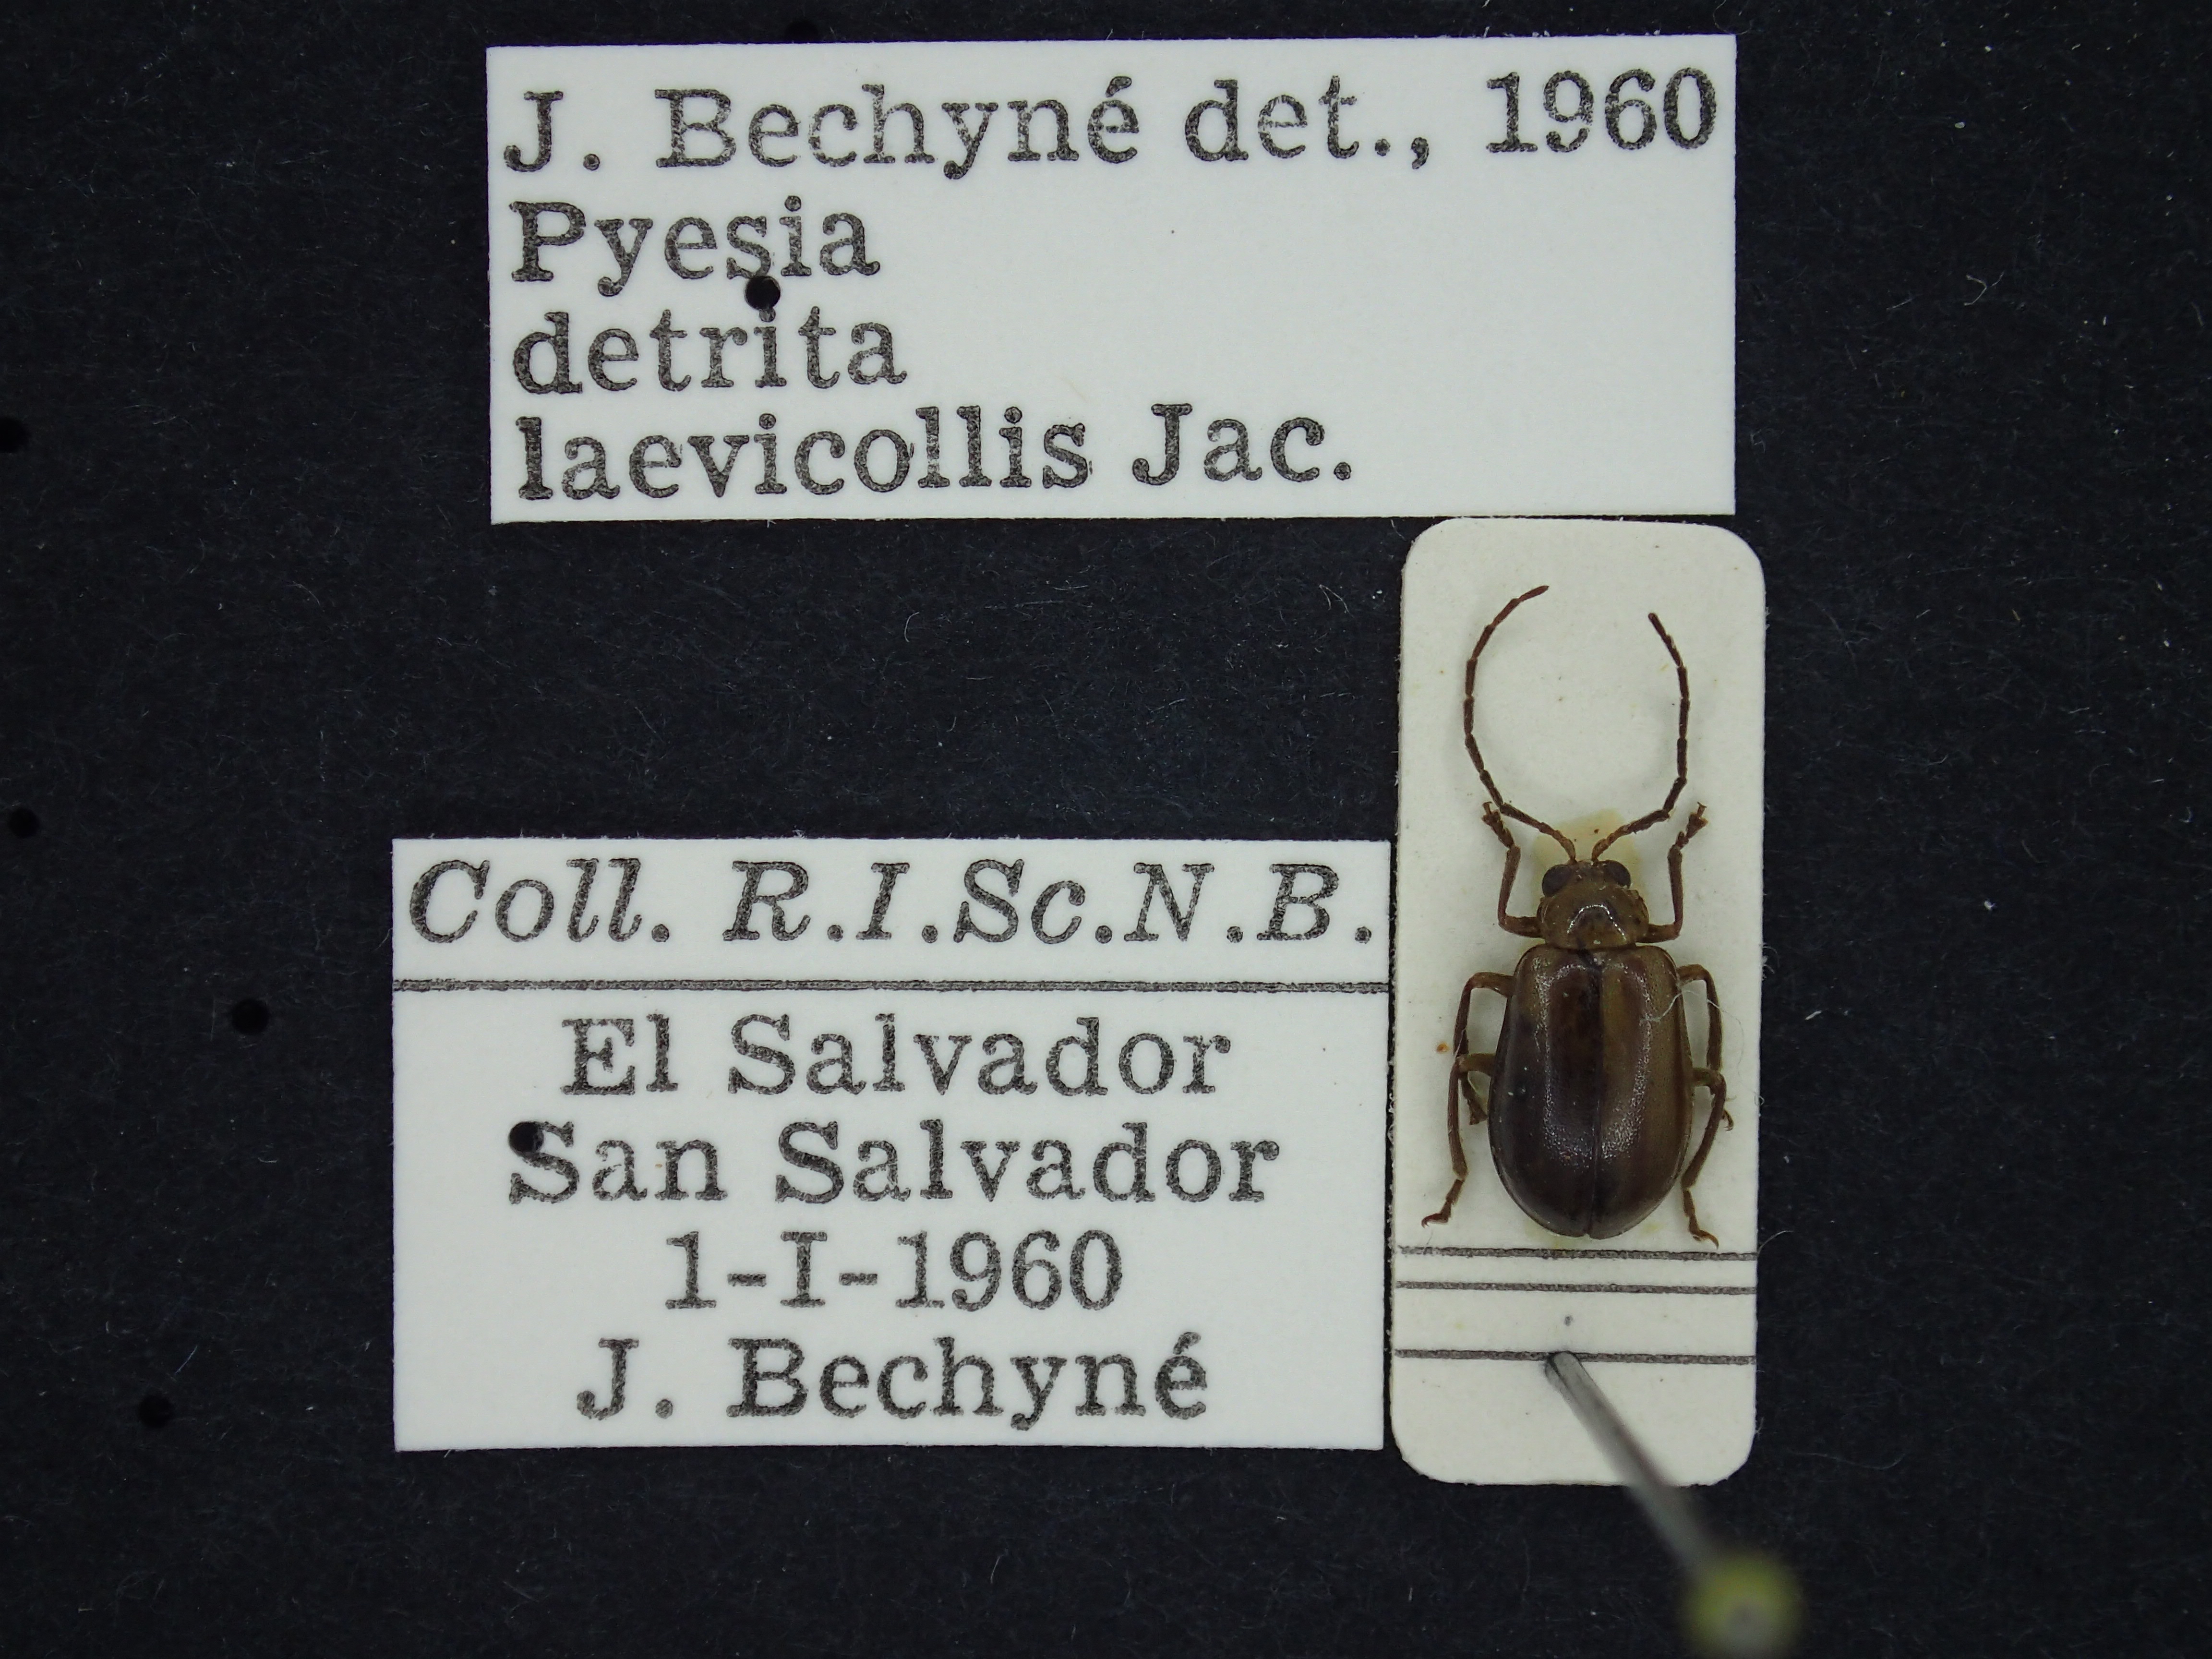 J. Bechyné det., 1960
Pyesia
detrita
laevicollis Jac.
Coll. R.I.Sc.N.B.
El Salvador
San Salvador
1-I-1960
J. Bechyné